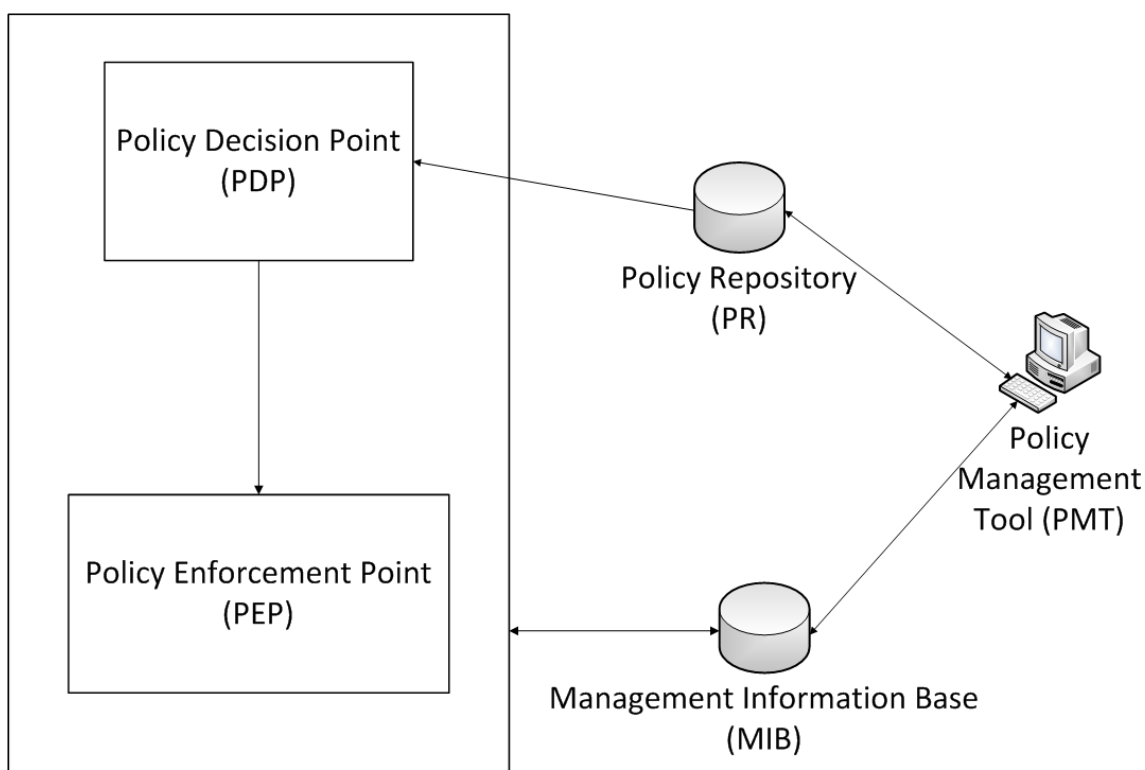 Policy Decision Point
(PDP)
Policy Repository
(PR)
Policy
Management
Tool (PMT)
Policy Enforcement Point
(PEP)
Management Information Base
(MIB)